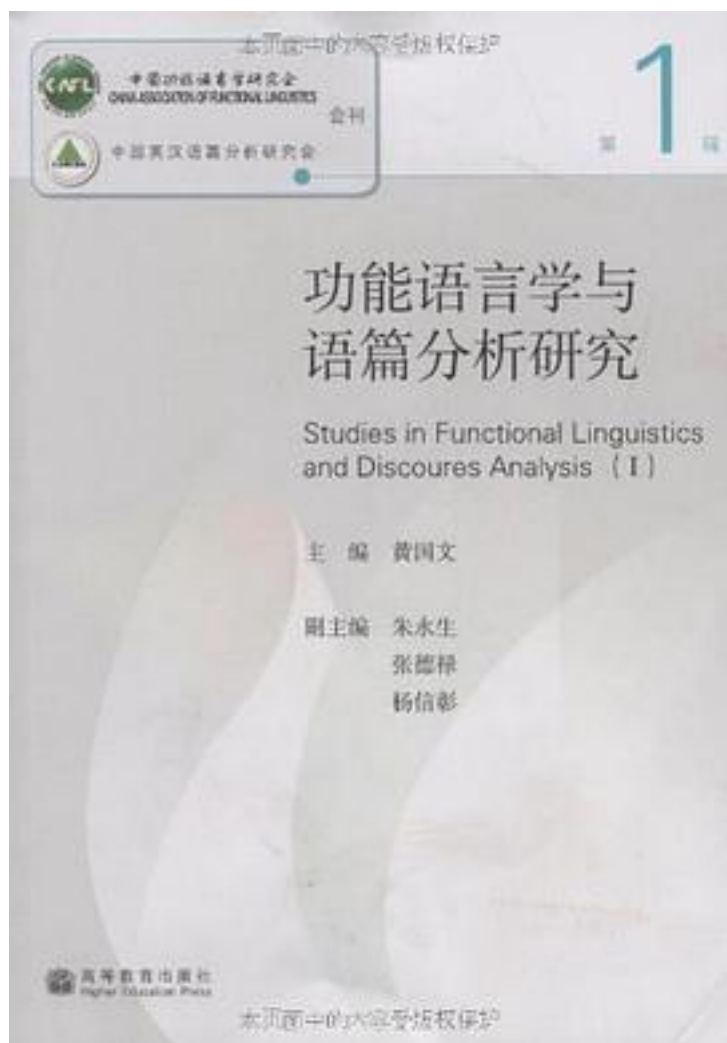 本页面中的内容受版权保护
中国功能语言学研究会
CHINA ASSOCIATION OF FUNCTIONAL LINGUISTICS
会刊
中国英汉语篇分析研究会
第1辑
功能语言学与
语篇分析研究
Studies in Functional Linguistics
and Discoures Analysis (Ⅰ)
主 编 黄国文
副主编 朱永生
张德禄
杨信彰
高等教育出版社
Higher Education Press
本页面中的内容受版权保护